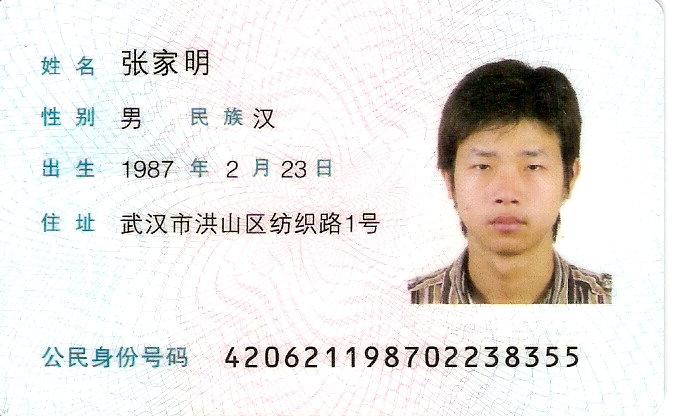 姓名 张家明
性别 男 民族 汉
出生 1987 年 2 月 23 日
住址 武汉市洪山区纺织路1号
公民身份号码 420621198702238355